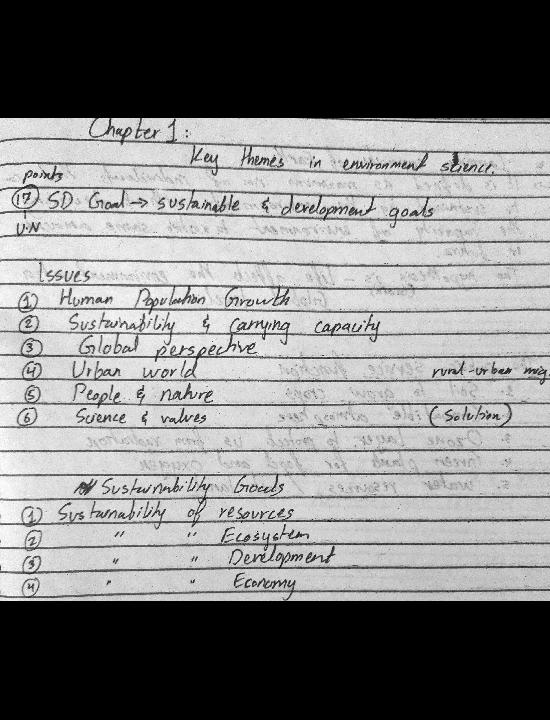 Chapter 1:
Key themes in environment science.
points
17 SD Goal → sustainable & development goals
U.N
Issues
1 Human Population Growth
2 Sustainability & Carrying capacity
3 Global perspective
4 Urban world rural-urban mig
5 People & nature
6 Science & values (Solution)
Sustainability Goals
1 Sustainability of resources
2 " " Ecosystem
3 " " Development
4 " " Economy